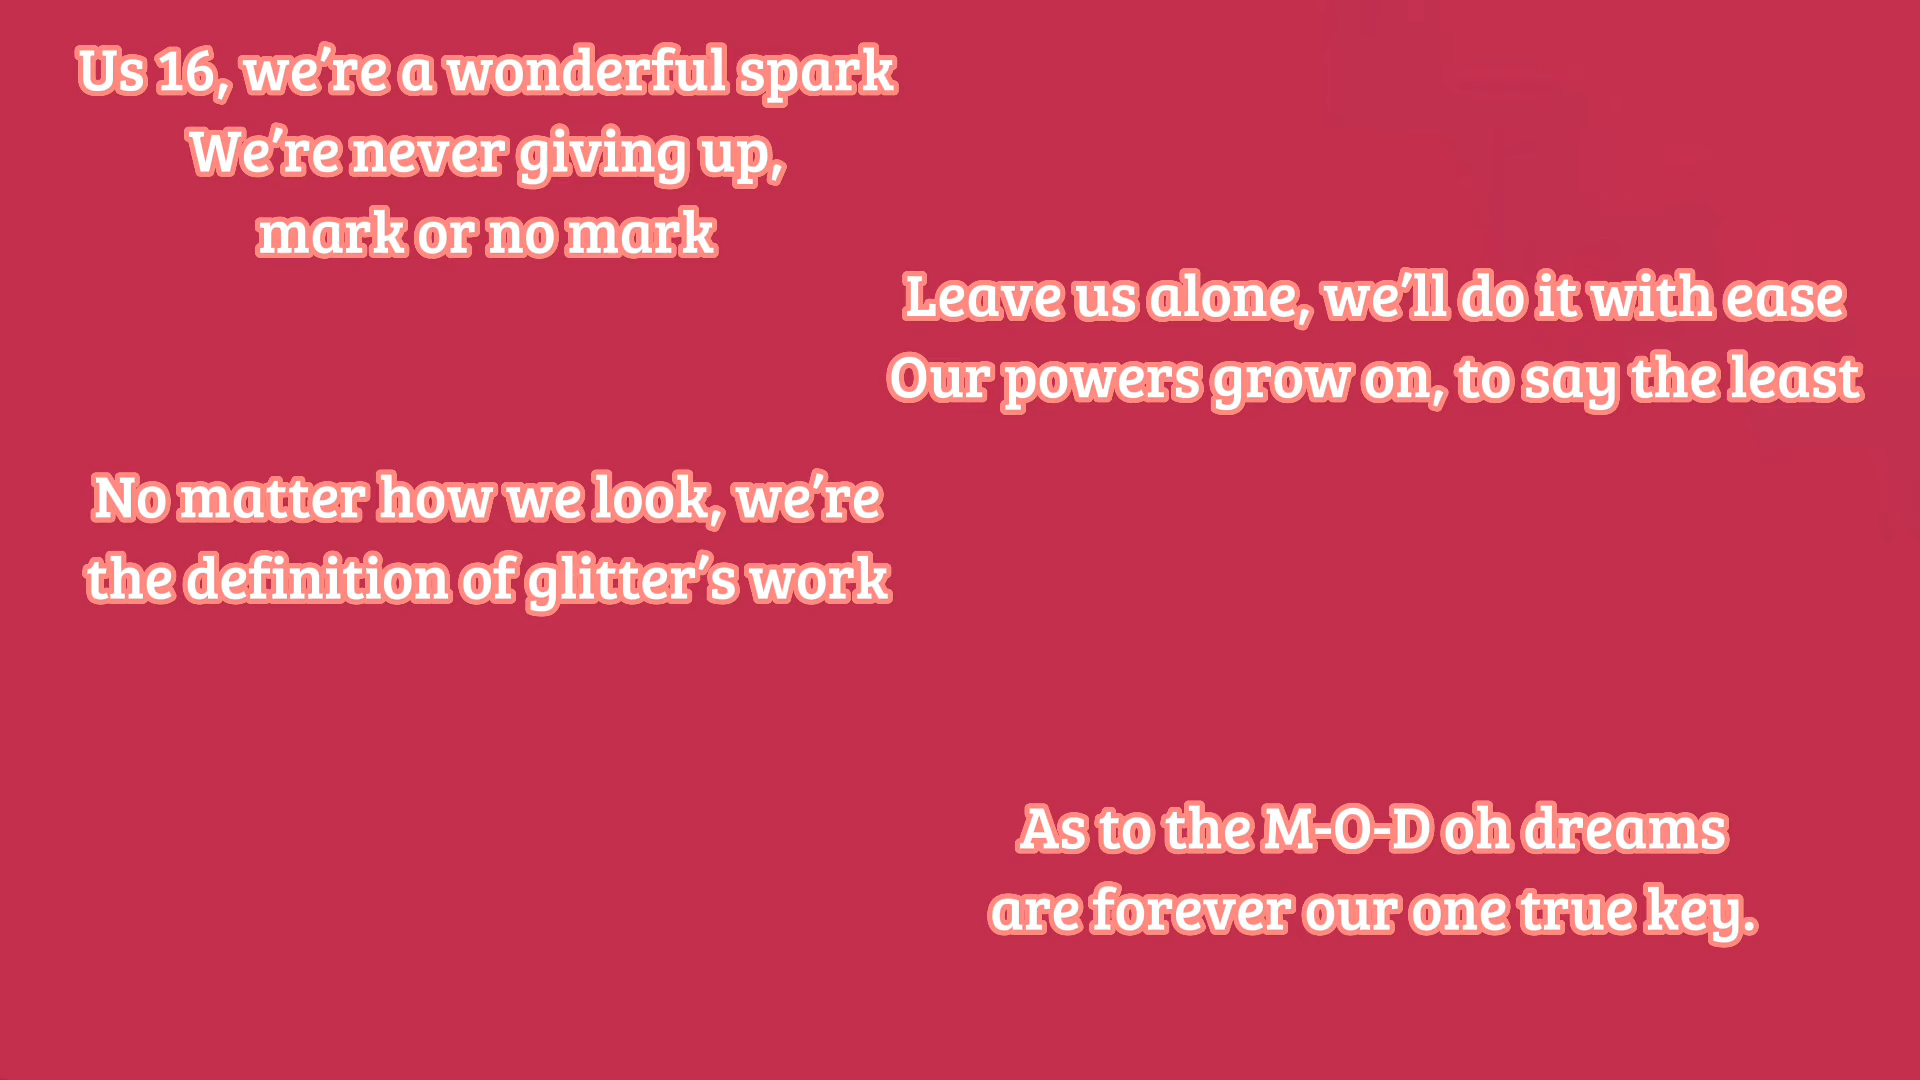 Us 16, we’re a wonderful spark
We’re never giving up,
mark or no mark
Leave us alone, we’ll do it with ease
Our powers grow on, to say the least
No matter how we look, we’re
the definition of glitter’s work
As to the M-O-D oh dreams
are forever our one true key.